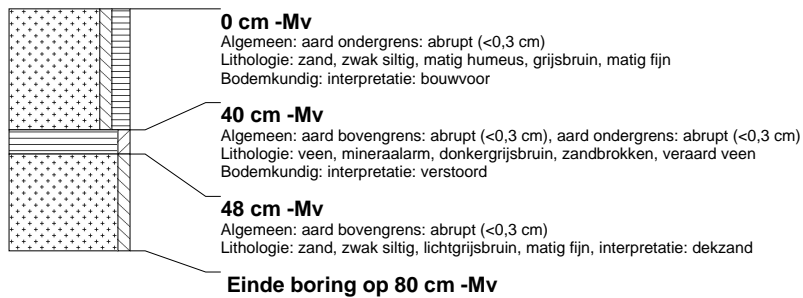 0 cm -Mv
Algemeen: aard ondergrens: abrupt (<0,3 cm)
Lithologie: zand, zwak siltig, matig humeus, grijsbruin, matig fijn
Bodemkundig: interpretatie: bouwvoor
40 cm -Mv
Algemeen: aard bovengrens: abrupt (<0,3 cm), aard ondergrens: abrupt (<0,3 cm)
Lithologie: veen, mineraalarm, donkergrijsbruin, zandbrokken, veraard veen
Bodemkundig: interpretatie: verstoord
48 cm -Mv
Algemeen: aard bovengrens: abrupt (<0,3 cm)
Lithologie: zand, zwak siltig, lichtgrijsbruin, matig fijn, interpretatie: dekzand
Einde boring op 80 cm -Mv